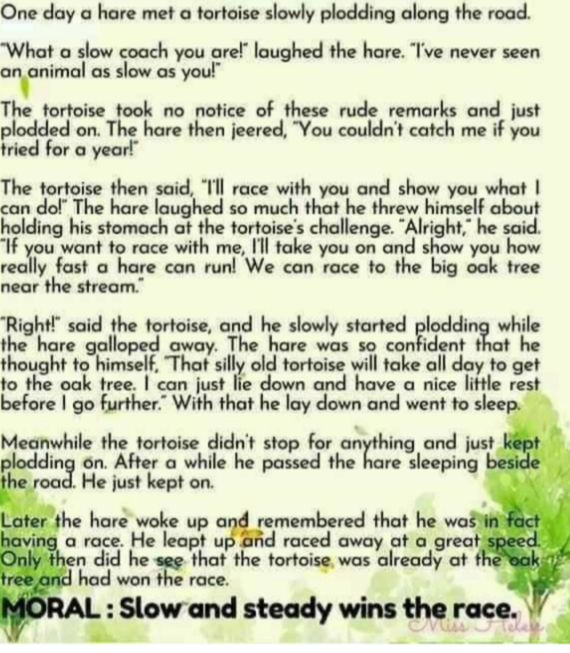 One day a hare met a tortoise slowly plodding along the road.
"What a slow coach you are!" laughed the hare. "I've never seen
an animal as slow as you!"
The tortoise took no notice of these rude remarks and just
plodded on. The hare then jeered, "You couldn't catch me if you
tried for a year!"
The tortoise then said, "I'll race with you and show you what I
can do!" The hare laughed so much that he threw himself about
holding his stomach at the tortoise's challenge. "Alright," he said.
"If you want to race with me, I'll take you on and show you how
really fast a hare can run! We can race to the big oak tree
near the stream."
"Right!" said the tortoise, and he slowly started plodding while
the hare galloped away. The hare was so confident that he
thought to himself, "That silly old tortoise will take all day to get
to the oak tree. I can just lie down and have a nice little rest
before I go further." With that he lay down and went to sleep.
Meanwhile the tortoise didn't stop for anything and just kept
plodding on. After a while he passed the hare sleeping beside
the road. He just kept on.
Later the hare woke up and remembered that he was in fact
having a race. He leapt up and raced away at a great speed.
Only then did he see that the tortoise was already at the oak
tree and had won the race.
MORAL : Slow and steady wins the race.
Miss Helen